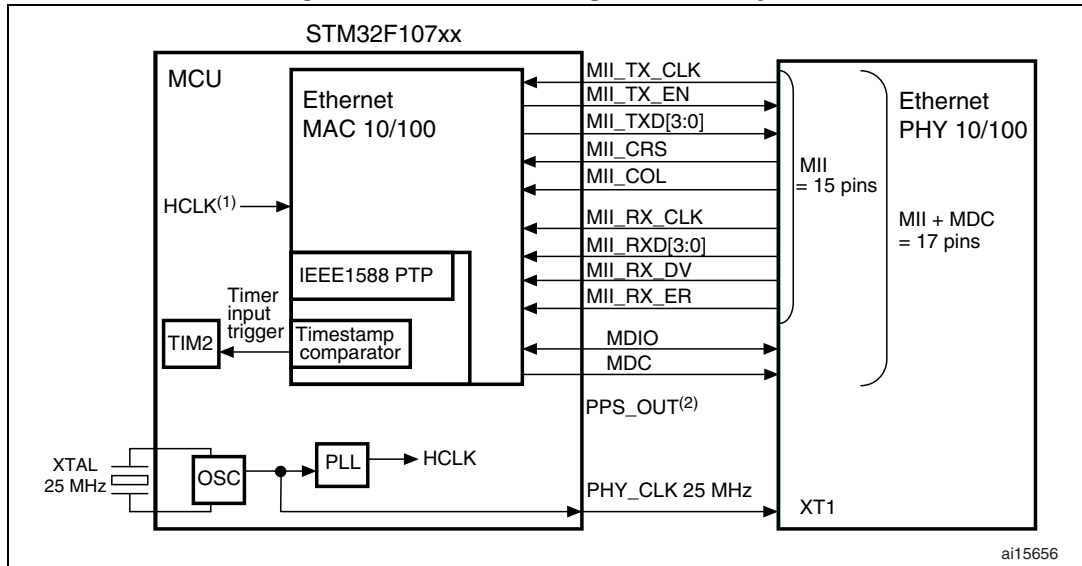 STM32F107xx
MCU
Ethernet
MAC 10/100
HCLK(1)
IEEE1588 PTP
Timer
input
trigger
TIM2
Timestamp
comparator
XTAL
25 MHz
OSC
PLL
HCLK
MII_TX_CLK
MII_TX_EN
MII_TXD[3:0]
MII_CRS
MII_COL
MII_RX_CLK
MII_RXD[3:0]
MII_RX_DV
MII_RX_ER
MDIO
MDC
PPS_OUT(2)
PHY_CLK 25 MHz
MII
= 15 pins
Ethernet
PHY 10/100
MII + MDC
= 17 pins
XT1
ai15656